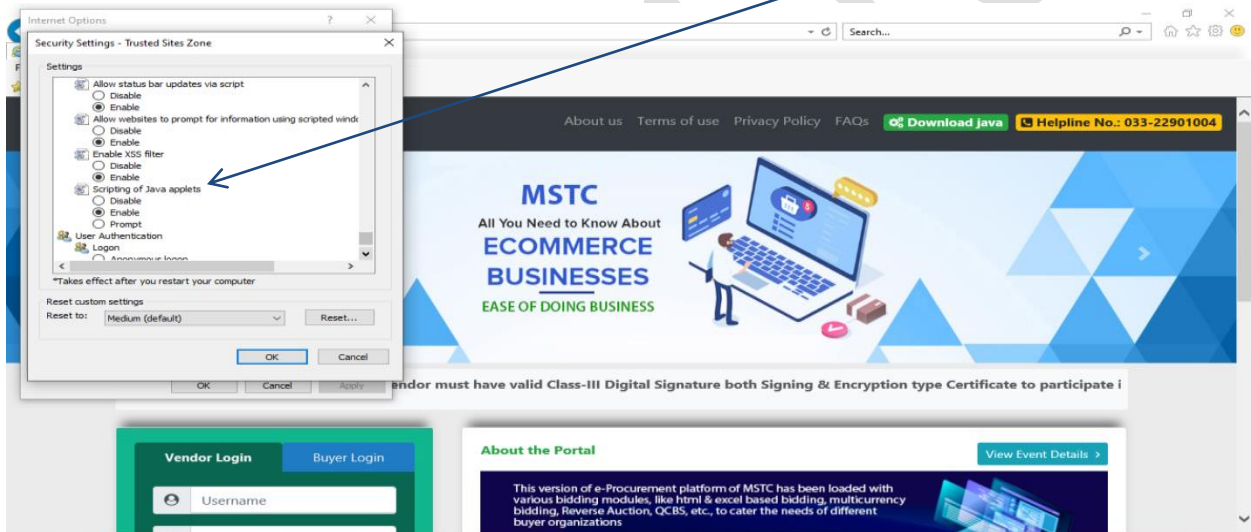 Internet Options
Security Settings - Trusted Sites Zone
Settings
Allow status bar updates via script
Disable
Enable
Allow websites to prompt for information using scripted windo
Disable
Enable
Enable XSS filter
Disable
Enable
Scripting of Java applets
Disable
Enable
Prompt
User Authentication
Logon
Anonymous logon
*Takes effect after you restart your computer
Reset custom settings
Reset to: Medium (default) Reset...
OK Cancel
OK Cancel Apply
Search...
About us Terms of use Privacy Policy FAQs Download java Helpline No.: 033-22901004
MSTC
All You Need to Know About
ECOMMERCE
BUSINESSES
EASE OF DOING BUSINESS
endor must have valid Class-III Digital Signature both Signing & Encryption type Certificate to participate i
Vendor Login Buyer Login
Username
About the Portal View Event Details >
This version of e-Procurement platform of MSTC has been loaded with
various bidding modules, like html & excel based bidding, multicurrency
bidding, Reverse Auction, QCBS, etc., to cater the needs of different
buyer organizations